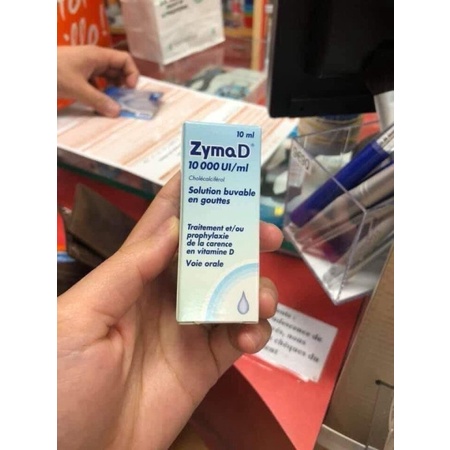 10 ml
ZymaD®
10 000 UI/ml
Cholécalciférol
Solution buvable
en gouttes
Traitement et/ou
prophylaxie
de la carence
en vitamine D
Voie orale